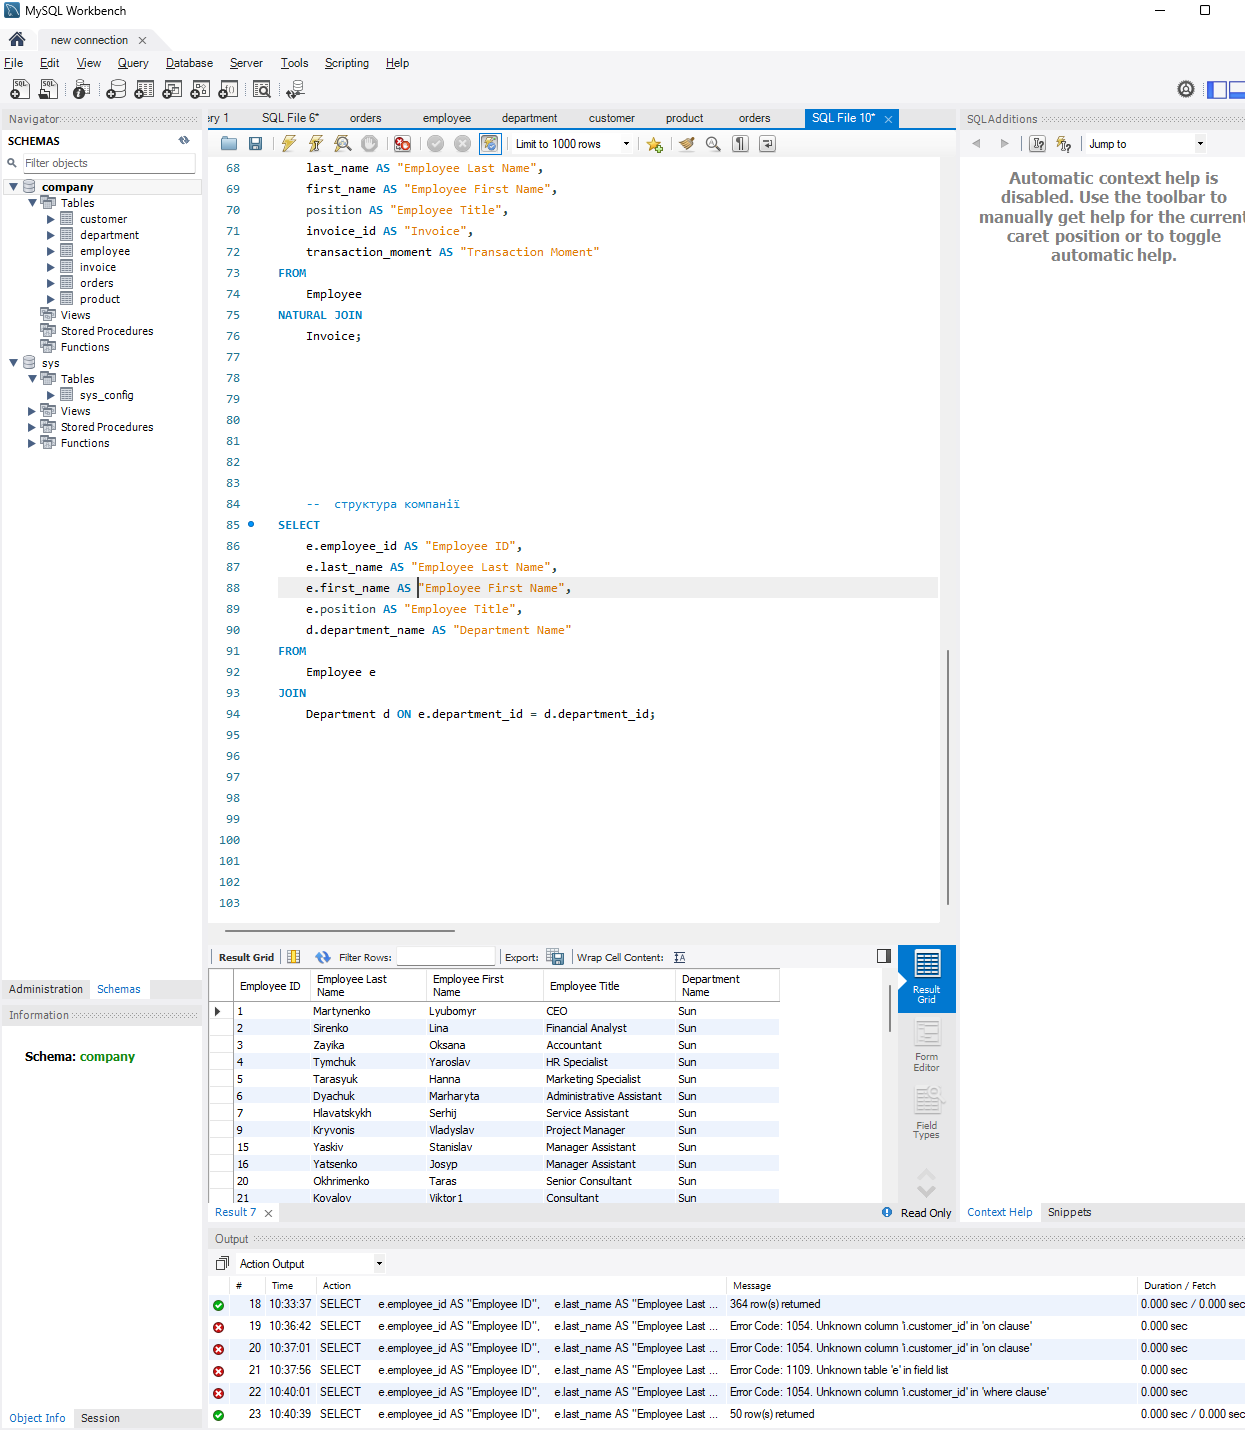 MySQL Workbench
new connection
File Edit View Query Database Server Tools Scripting Help
Navigator
SCHEMAS
Filter objects
company
Tables
customer
department
employee
invoice
orders
product
Views
Stored Procedures
Functions
sys
Tables
sys_config
Views
Stored Procedures
Functions
Administration Schemas
Information
Schema: company
Object Info Session
ery 1 SQL File 6* orders employee department customer product orders SQL File 10*
Limit to 1000 rows
68 last_name AS "Employee Last Name",
69 first_name AS "Employee First Name",
70 position AS "Employee Title",
71 invoice_id AS "Invoice",
72 transaction_moment AS "Transaction Moment"
73 FROM
74 Employee
75 NATURAL JOIN
76 Invoice;
77
78
79
80
81
82
83
84 -- структура компанії
85 SELECT
86 e.employee_id AS "Employee ID",
87 e.last_name AS "Employee Last Name",
88 e.first_name AS "Employee First Name",
89 e.position AS "Employee Title",
90 d.department_name AS "Department Name"
91 FROM
92 Employee e
93 JOIN
94 Department d ON e.department_id = d.department_id;
95
96
97
98
99
100
101
102
103
Result Grid Filter Rows: Export: Wrap Cell Content:
Employee ID Employee Last Name Employee First Name Employee Title Department Name
1 Martynenko Lyubomyr CEO Sun
2 Sirenko Lina Financial Analyst Sun
3 Zayika Oksana Accountant Sun
4 Tymchuk Yaroslav HR Specialist Sun
5 Tarasyuk Hanna Marketing Specialist Sun
6 Dyachuk Marharyta Administrative Assistant Sun
7 Hlavatskykh Serhij Service Assistant Sun
9 Kryvonis Vladyslav Project Manager Sun
15 Yaskiv Stanislav Manager Assistant Sun
16 Yatsenko Josyp Manager Assistant Sun
20 Okhrimenko Taras Senior Consultant Sun
21 Kovalov Viktor1 Consultant Sun
Result Grid
Form Editor
Field Types
Result 7 Read Only
SQLAdditions
Jump to
Automatic context help is
disabled. Use the toolbar to
manually get help for the current
caret position or to toggle
automatic help.
Context Help Snippets
Output
Action Output
# Time Action Message Duration / Fetch
18 10:33:37 SELECT e.employee_id AS "Employee ID", e.last_name AS "Employee Last ... 364 row(s) returned 0.000 sec / 0.000 sec
19 10:36:42 SELECT e.employee_id AS "Employee ID", e.last_name AS "Employee Last ... Error Code: 1054. Unknown column 'i.customer_id' in 'on clause' 0.000 sec
20 10:37:01 SELECT e.employee_id AS "Employee ID", e.last_name AS "Employee Last ... Error Code: 1054. Unknown column 'i.customer_id' in 'on clause' 0.000 sec
21 10:37:56 SELECT e.employee_id AS "Employee ID", e.last_name AS "Employee Last ... Error Code: 1109. Unknown table 'e' in field list 0.000 sec
22 10:40:01 SELECT e.employee_id AS "Employee ID", e.last_name AS "Employee Last ... Error Code: 1054. Unknown column 'i.customer_id' in 'where clause' 0.000 sec
23 10:40:39 SELECT e.employee_id AS "Employee ID", e.last_name AS "Employee Last ... 50 row(s) returned 0.000 sec / 0.000 sec